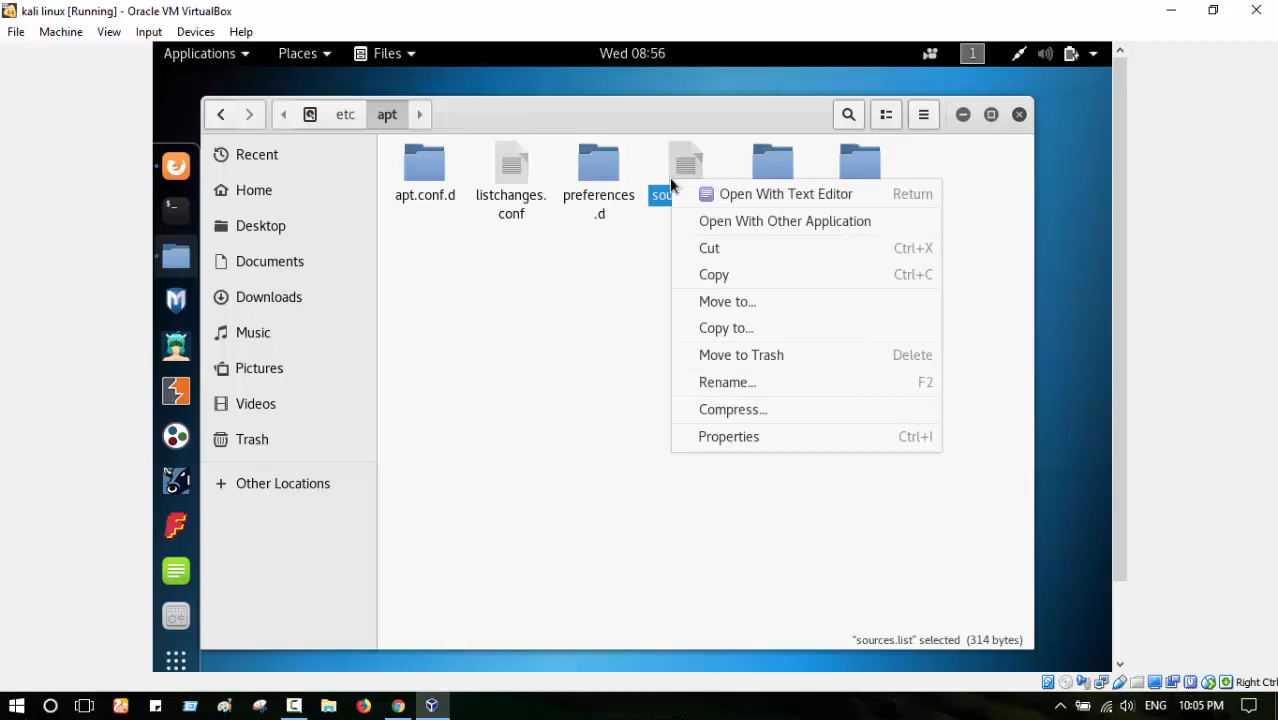 kali linux [Running] - Oracle VM VirtualBox
File Machine View Input Devices Help
Applications Places Files Wed 08:56 1
etc apt
Recent
Home
Desktop
Documents
Downloads
Music
Pictures
Videos
Trash
+ Other Locations
apt.conf.d
listchanges.
conf
preferences
.d
sou
Open With Text Editor Return
Open With Other Application
Cut Ctrl+X
Copy Ctrl+C
Move to...
Copy to...
Move to Trash Delete
Rename... F2
Compress...
Properties Ctrl+I
"sources.list" selected (314 bytes)
Right Ctrl
ENG 10:05 PM